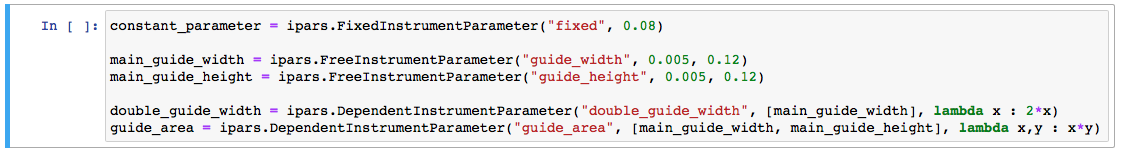 In [ ]: constant_parameter = ipars.FixedInstrumentParameter("fixed", 0.08)
main_guide_width = ipars.FreeInstrumentParameter("guide_width", 0.005, 0.12)
main_guide_height = ipars.FreeInstrumentParameter("guide_height", 0.005, 0.12)
double_guide_width = ipars.DependentInstrumentParameter("double_guide_width", [main_guide_width], lambda x : 2*x)
guide_area = ipars.DependentInstrumentParameter("guide_area", [main_guide_width, main_guide_height], lambda x,y : x*y)